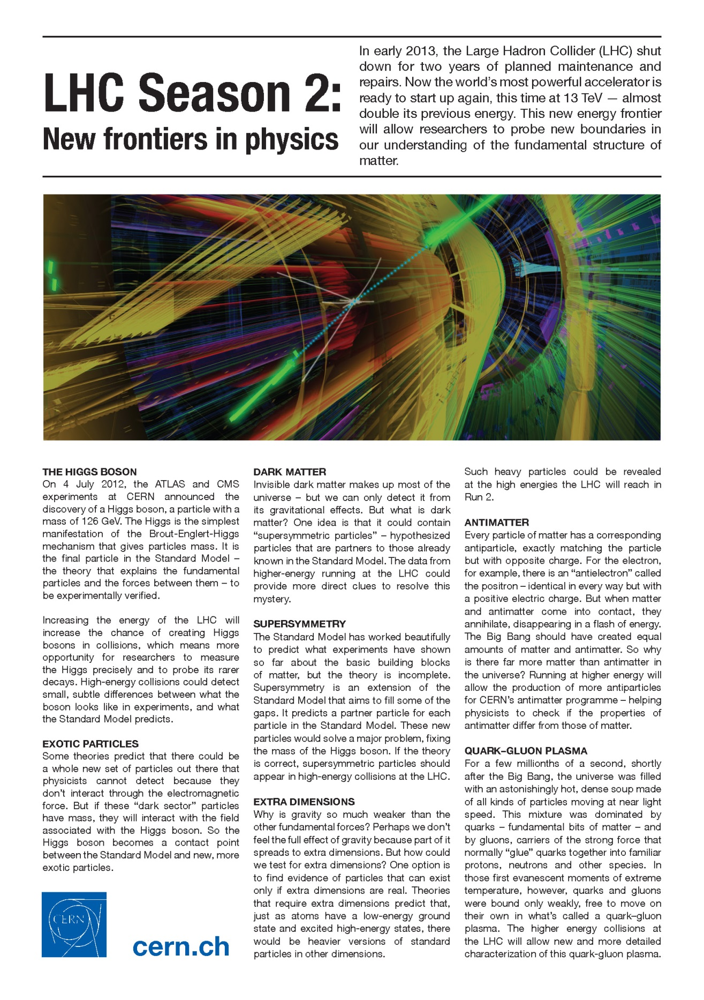 LHC Season 2:
New frontiers in physics
In early 2013, the Large Hadron Collider (LHC) shut
down for two years of planned maintenance and
repairs. Now the world's most powerful accelerator is
ready to start up again, this time at 13 TeV — almost
double its previous energy. This new energy frontier
will allow researchers to probe new boundaries in
our understanding of the fundamental structure of
matter.
THE HIGGS BOSON
On 4 July 2012, the ATLAS and CMS
experiments at CERN announced the
discovery of a Higgs boson, a particle with a
mass of 126 GeV. The Higgs is the simplest
manifestation of the Brout-Englert-Higgs
mechanism that gives particles mass. It is
the final particle in the Standard Model –
the theory that explains the fundamental
particles and the forces between them – to
be experimentally verified.
Increasing the energy of the LHC will
increase the chance of creating Higgs
bosons in collisions, which means more
opportunity for researchers to measure
the Higgs precisely and to probe its rarer
decays. High-energy collisions could detect
small, subtle differences between what the
boson looks like in experiments, and what
the Standard Model predicts.
EXOTIC PARTICLES
Some theories predict that there could be
a whole new set of particles out there that
physicists cannot detect because they
don't interact through the electromagnetic
force. But if these “dark sector” particles
have mass, they will interact with the field
associated with the Higgs boson. So the
Higgs boson becomes a contact point
between the Standard Model and new, more
exotic particles.
CERN
cern.ch
DARK MATTER
Invisible dark matter makes up most of the
universe – but we can only detect it from
its gravitational effects. But what is dark
matter? One idea is that it could contain
“supersymmetric particles” – hypothesized
particles that are partners to those already
known in the Standard Model. The data from
higher-energy running at the LHC could
provide more direct clues to resolve this
mystery.
SUPERSYMMETRY
The Standard Model has worked beautifully
to predict what experiments have shown
so far about the basic building blocks
of matter, but the theory is incomplete.
Supersymmetry is an extension of the
Standard Model that aims to fill some of the
gaps. It predicts a partner particle for each
particle in the Standard Model. These new
particles would solve a major problem, fixing
the mass of the Higgs boson. If the theory
is correct, supersymmetric particles should
appear in high-energy collisions at the LHC.
EXTRA DIMENSIONS
Why is gravity so much weaker than the
other fundamental forces? Perhaps we don't
feel the full effect of gravity because part of it
spreads to extra dimensions. But how could
we test for extra dimensions? One option is
to find evidence of particles that can exist
only if extra dimensions are real. Theories
that require extra dimensions predict that,
just as atoms have a low-energy ground
state and excited high-energy states, there
would be heavier versions of standard
particles in other dimensions.
Such heavy particles could be revealed
at the high energies the LHC will reach in
Run 2.
ANTIMATTER
Every particle of matter has a corresponding
antiparticle, exactly matching the particle
but with opposite charge. For the electron,
for example, there is an “antielectron” called
the positron – identical in every way but with
a positive electric charge. But when matter
and antimatter come into contact, they
annihilate, disappearing in a flash of energy.
The Big Bang should have created equal
amounts of matter and antimatter. So why
is there far more matter than antimatter in
the universe? Running at higher energy will
allow the production of more antiparticles
for CERN's antimatter programme – helping
physicists to check if the properties of
antimatter differ from those of matter.
QUARK–GLUON PLASMA
For a few millionths of a second, shortly
after the Big Bang, the universe was filled
with an astonishingly hot, dense soup made
of all kinds of particles moving at near light
speed. This mixture was dominated by
quarks – fundamental bits of matter – and
by gluons, carriers of the strong force that
normally “glue” quarks together into familiar
protons, neutrons and other species. In
those first evanescent moments of extreme
temperature, however, quarks and gluons
were bound only weakly, free to move on
their own in what's called a quark–gluon
plasma. The higher energy collisions at
the LHC will allow new and more detailed
characterization of this quark-gluon plasma.